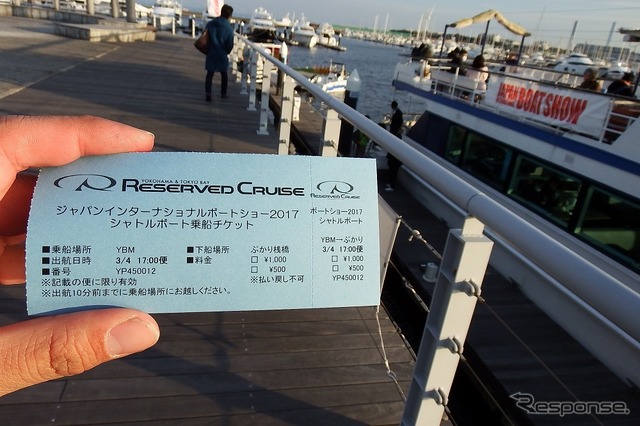 YOKOHAMA & TOKYO BAY
RESERVED CRUISE
ジャパンインターナショナルボートショー2017
シャトルボート乗船チケット
■乗船場所 YBM ■下船場所 ぷかり桟橋
■出航日時 3/4 17:00便 ■料金 □ ¥1,000
■番号 YP450012 □ ¥500
※記載の便に限り有効 ※払い戻し不可
※出航10分前までに乗船場所にお越しください。
RESERVED CRUISE
ボートショー2017
シャトルボート
YBM→ぷかり
3/4 17:00便
□ ¥1,000
□ ¥500
YP450012
JAPAN BOAT SHOW
Response.